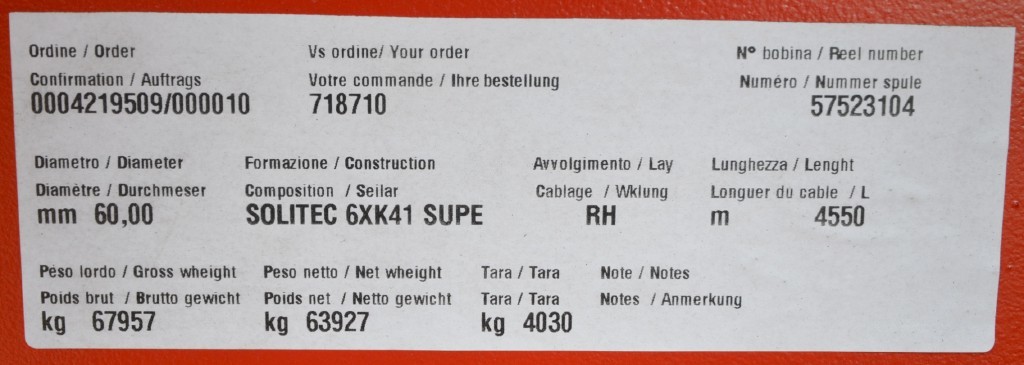 Ordine / Order Vs ordine/ Your order N° bobina / Reel number
Confirmation / Auftrags Votre commande / Ihre bestellung Numéro / Nummer spule
0004219509/000010 718710 57523104
Diametro / Diameter Formazione / Construction Avvolgimento / Lay Lunghezza / Lenght
Diamètre / Durchmeser Composition / Seilar Cablage / Wklung Longuer du cable / L
mm 60,00 SOLITEC 6XK41 SUPE RH m 4550
Peso lordo / Gross wheight Peso netto / Net wheight Tara / Tara Note / Notes
Poids brut / Brutto gewicht Poids net / Netto gewicht Tara / Tara Notes / Anmerkung
kg 67957 kg 63927 kg 4030